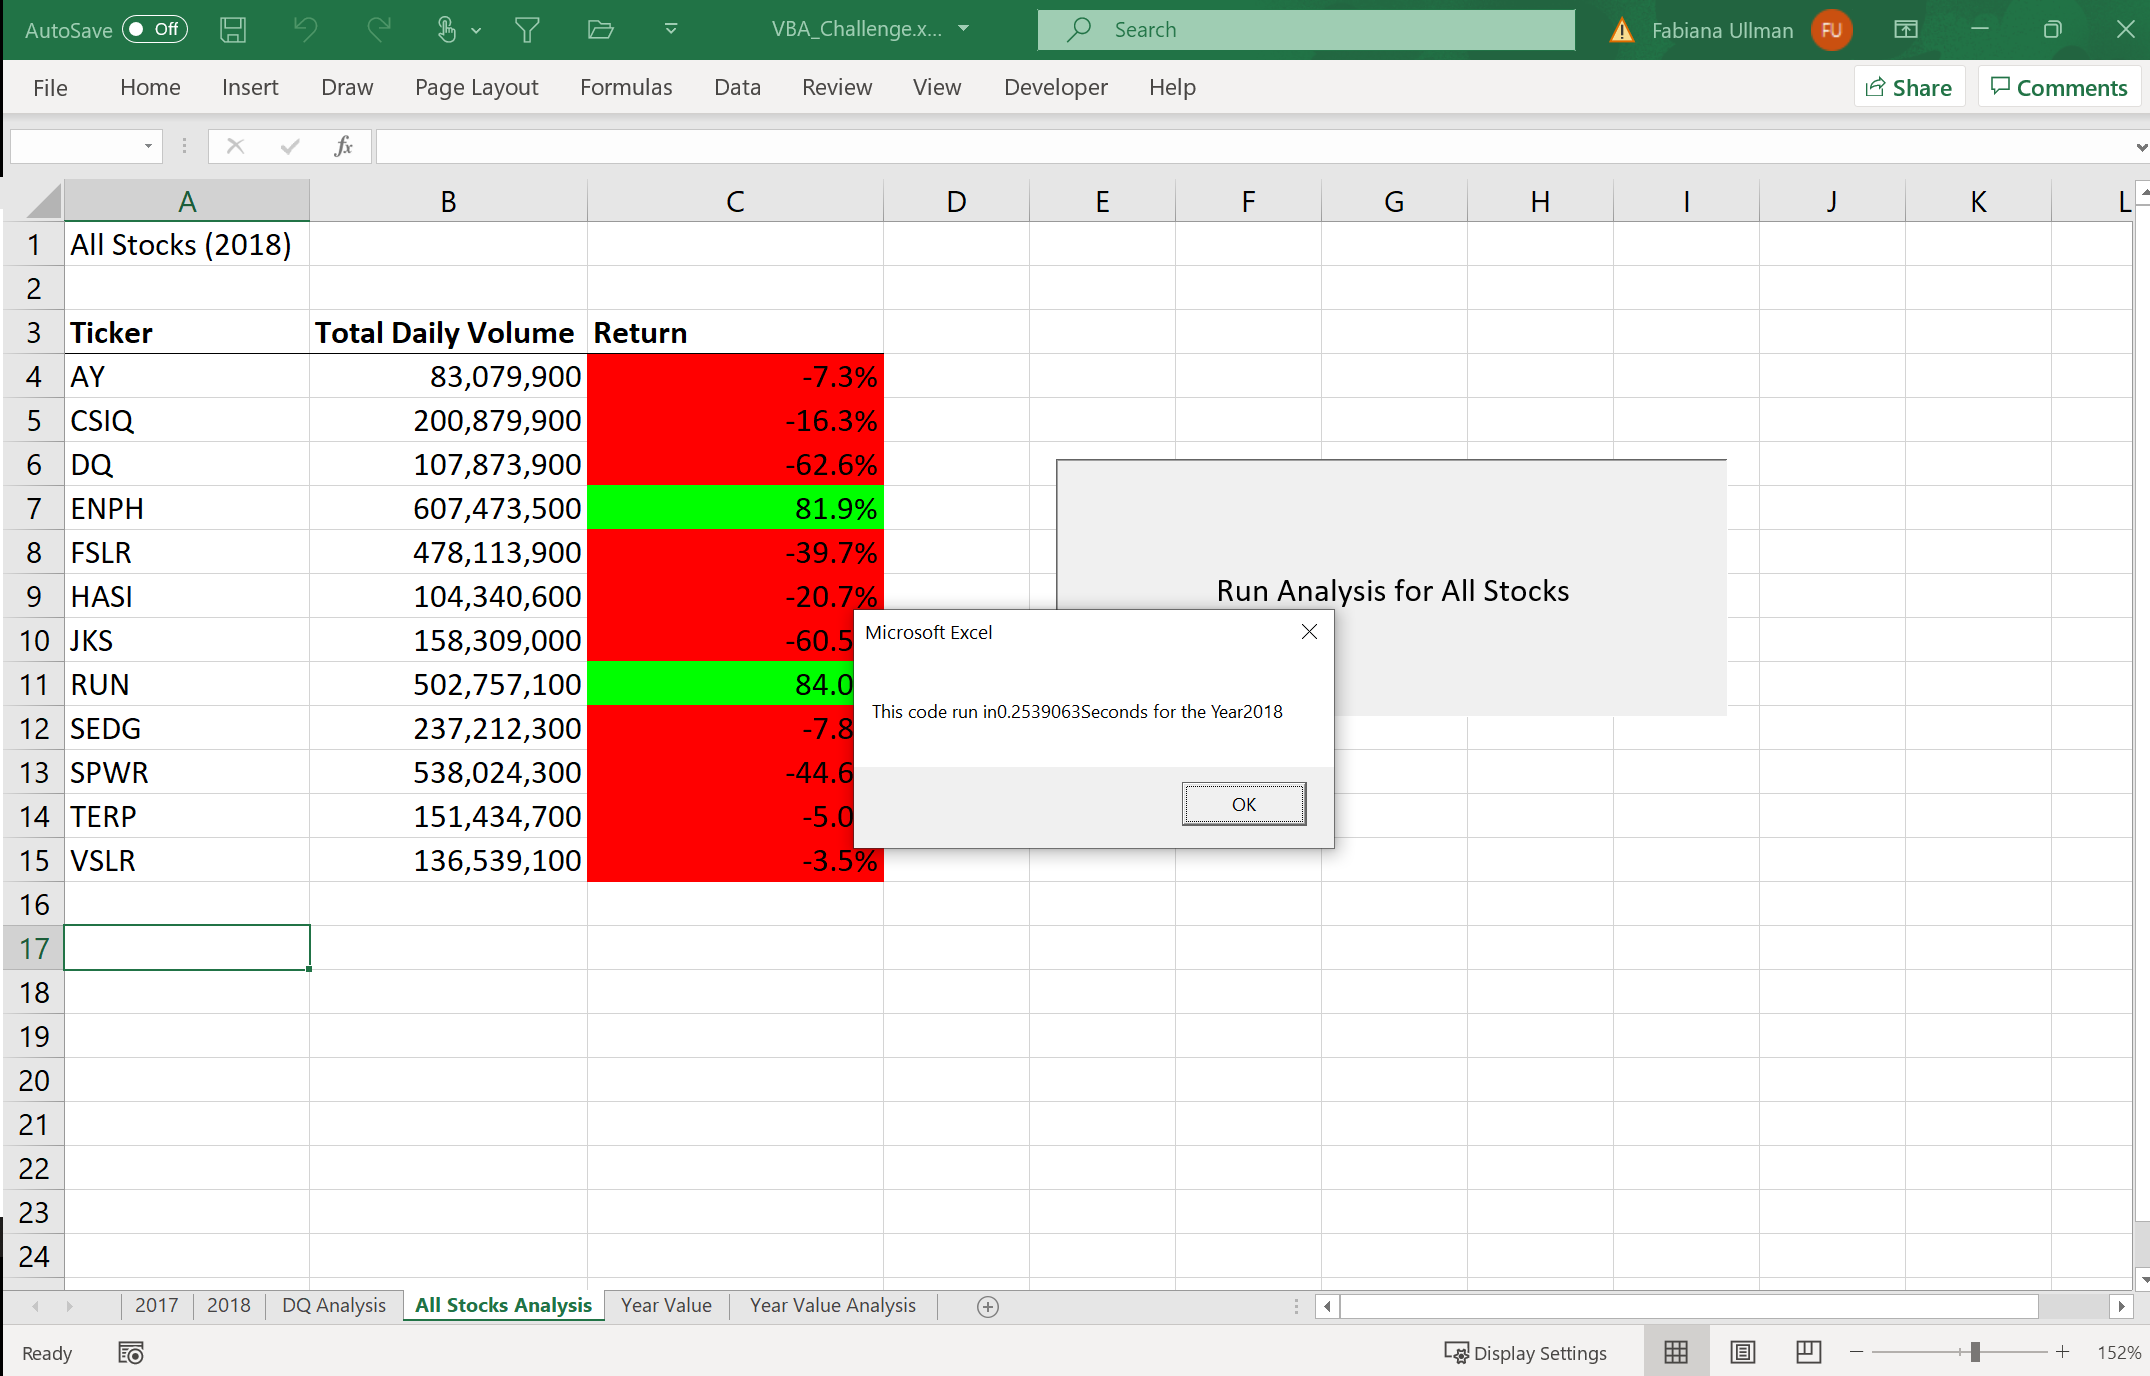 AutoSave Off VBA_Challenge.x... Search Fabiana Ullman FU
File Home Insert Draw Page Layout Formulas Data Review View Developer Help Share Comments
fx
A B C D E F G H I J K L
1 All Stocks (2018)
2
3 Ticker Total Daily Volume Return
4 AY 83,079,900 -7.3%
5 CSIQ 200,879,900 -16.3%
6 DQ 107,873,900 -62.6%
7 ENPH 607,473,500 81.9%
8 FSLR 478,113,900 -39.7%
9 HASI 104,340,600 -20.7%
Run Analysis for All Stocks
10 JKS 158,309,000 -60.5
11 RUN 502,757,100 84.0
12 SEDG 237,212,300 -7.8
13 SPWR 538,024,300 -44.6
14 TERP 151,434,700 -5.0
15 VSLR 136,539,100 -3.5%
Microsoft Excel
This code run in0.2539063Seconds for the Year2018
OK
16
17
18
19
20
21
22
23
24
2017 2018 DQ Analysis All Stocks Analysis Year Value Year Value Analysis
Ready Display Settings 152%